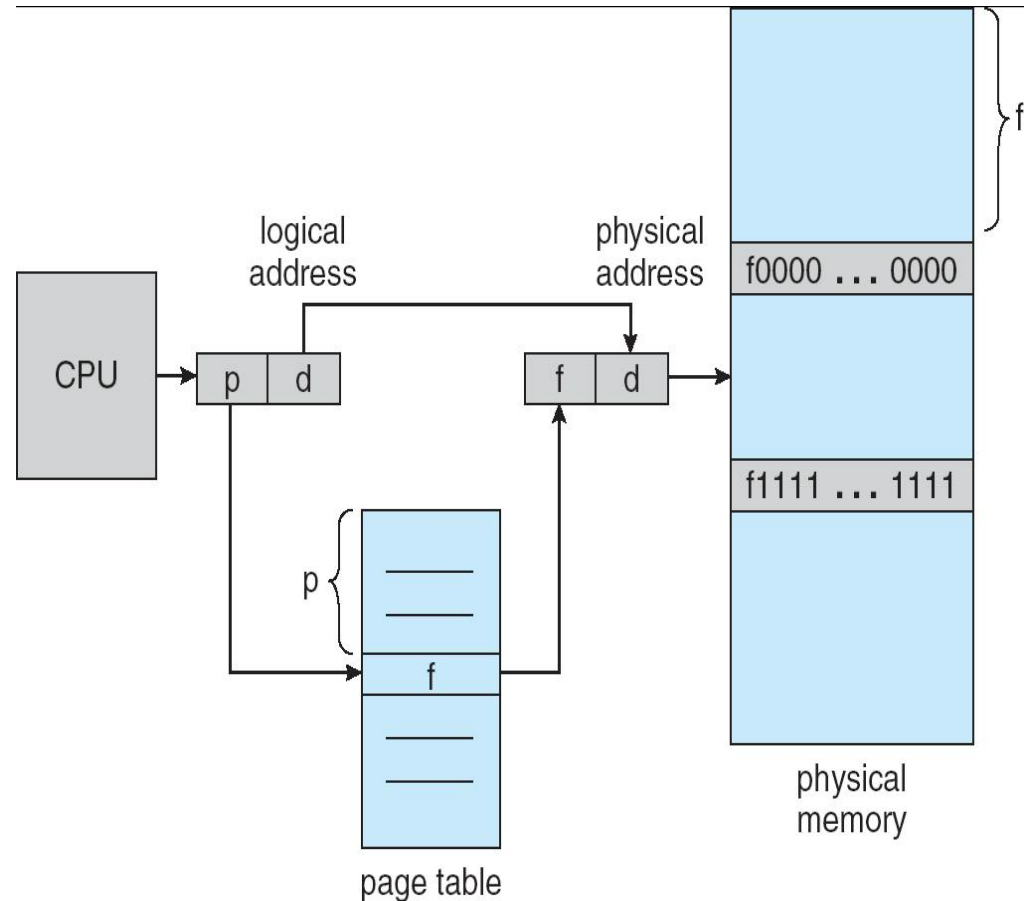 f
logical
address
physical
address
f0000 ... 0000
CPU
p d
f d
f1111 ... 1111
p
f
physical
memory
page table